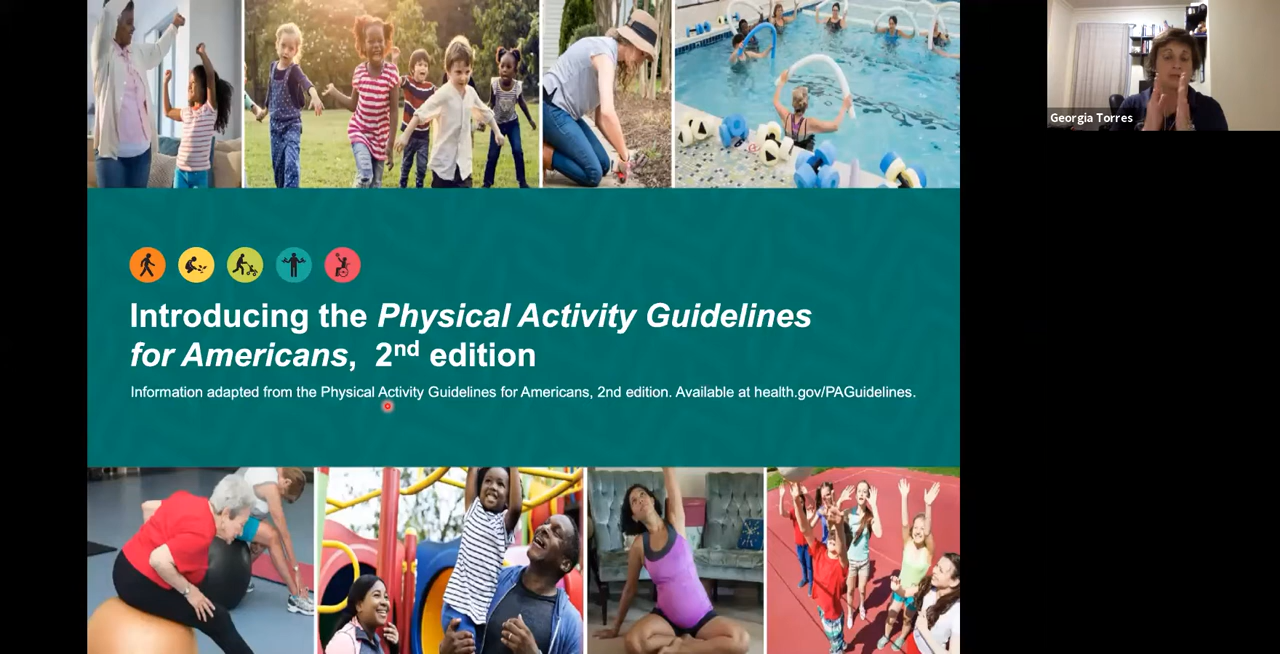 Georgia Torres
Introducing the Physical Activity Guidelines
for Americans, 2nd edition
Information adapted from the Physical Activity Guidelines for Americans, 2nd edition. Available at health.gov/PAGuidelines.